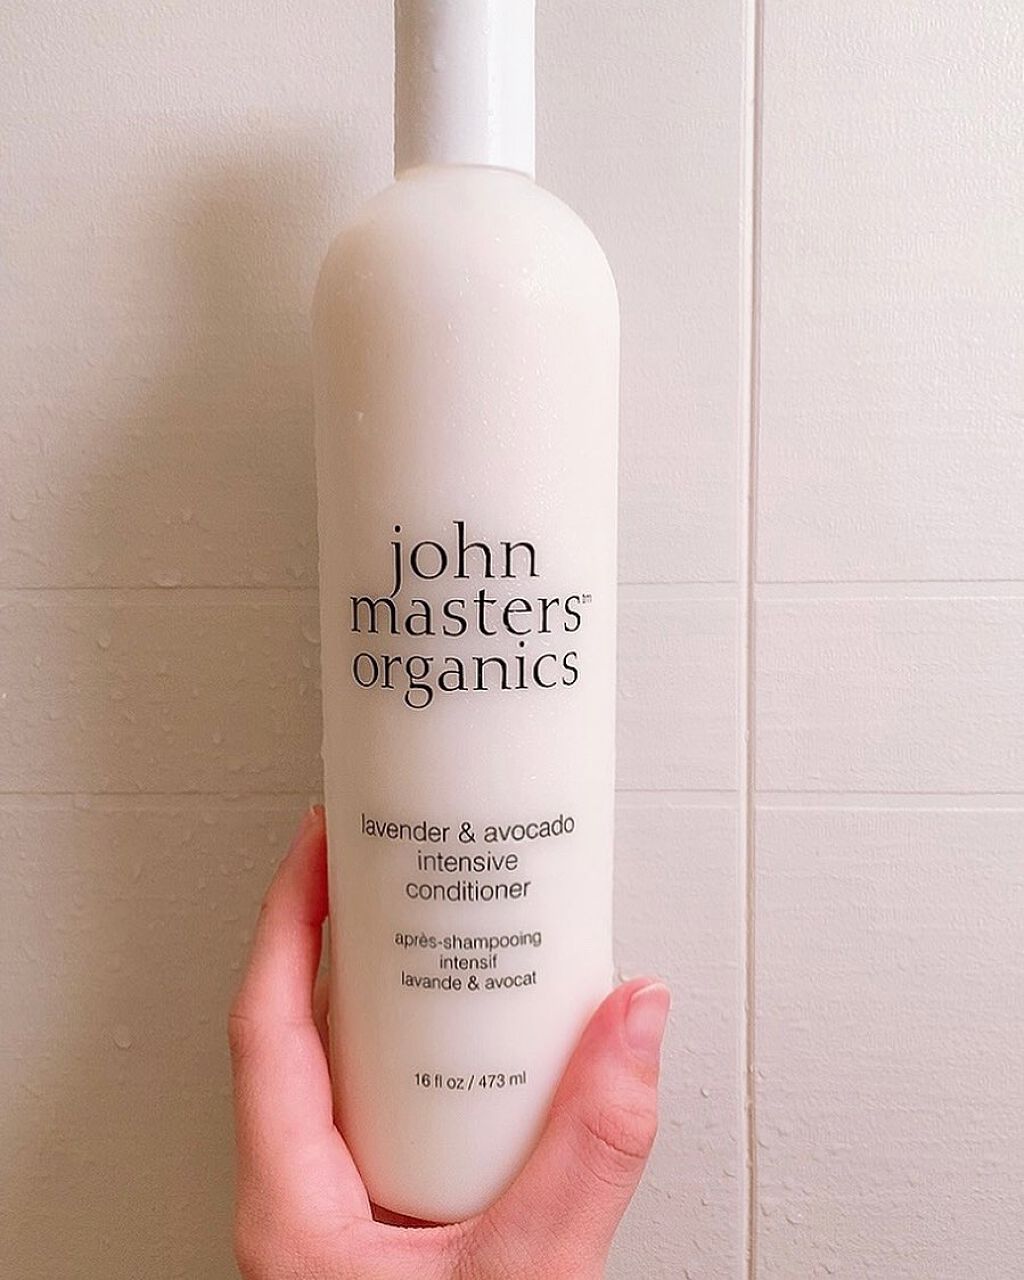 john
masters™
organics
lavender & avocado
intensive
conditioner
après-shampooing
intensif
lavande & avocat
16 fl oz / 473 ml